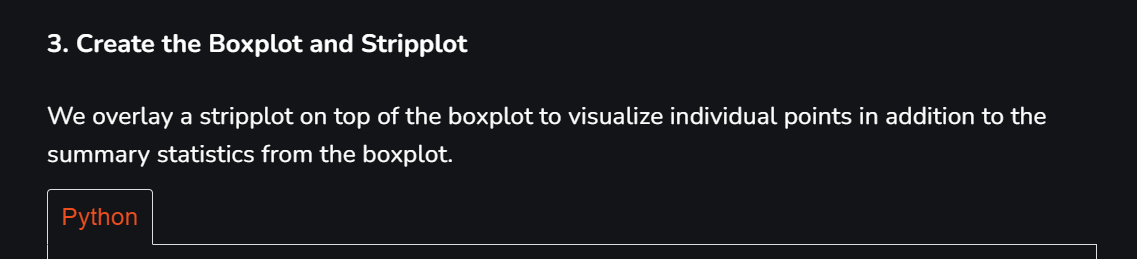 3. Create the Boxplot and Stripplot
We overlay a stripplot on top of the boxplot to visualize individual points in addition to the
summary statistics from the boxplot.
Python